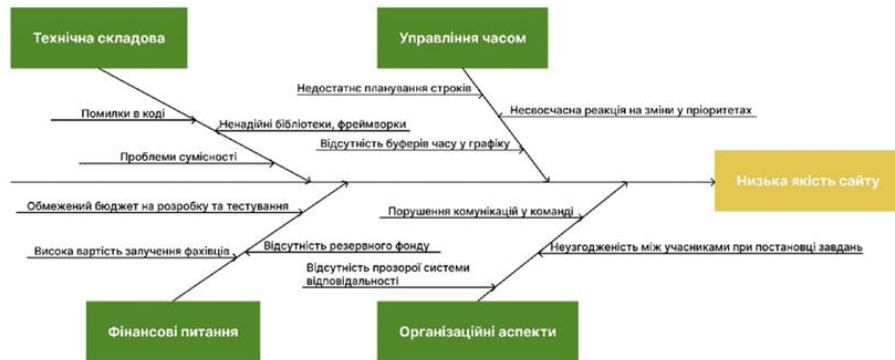 Технічна складова
Управління часом
Недостатнє планування строків
Помилки в коді
Несвоєчасна реакція на зміни у пріоритетах
Ненадійні бібліотеки, фреймворки
Відсутність буферів часу у графіку
Проблеми сумісності
Низька якість сайту
Обмежений бюджет на розробку та тестування
Порушення комунікацій у команді
Висока вартість залучення фахівців
Відсутність резервного фонду
Неузгодженість між учасниками при постановці завдань
Відсутність прозорої системи
відповідальності
Фінансові питання
Організаційні аспекти